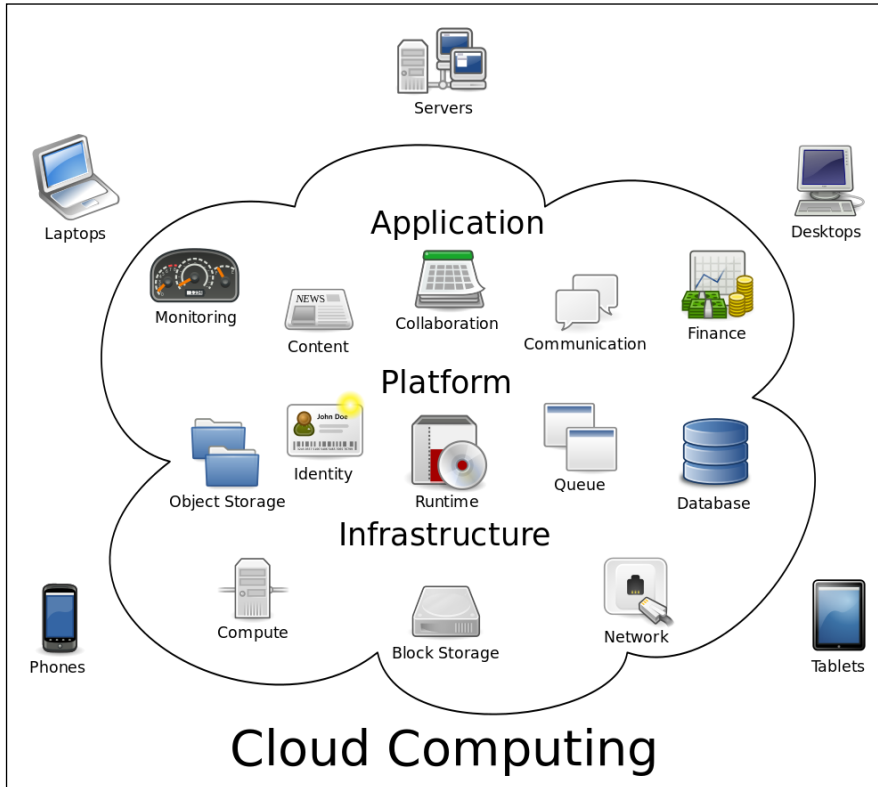 Servers
Laptops
Desktops
Application
Monitoring
NEWS
Content
Collaboration
Communication
Finance
Platform
John Doe
Object Storage
Identity
Runtime
Queue
Database
Infrastructure
Compute
Block Storage
Network
Phones
Tablets
Cloud Computing